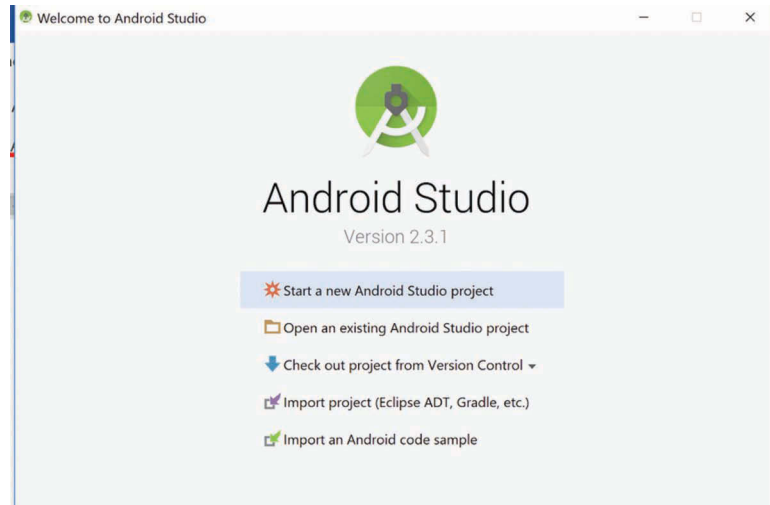 Welcome to Android Studio
Android Studio
Version 2.3.1
Start a new Android Studio project
Open an existing Android Studio project
Check out project from Version Control
Import project (Eclipse ADT, Gradle, etc.)
Import an Android code sample